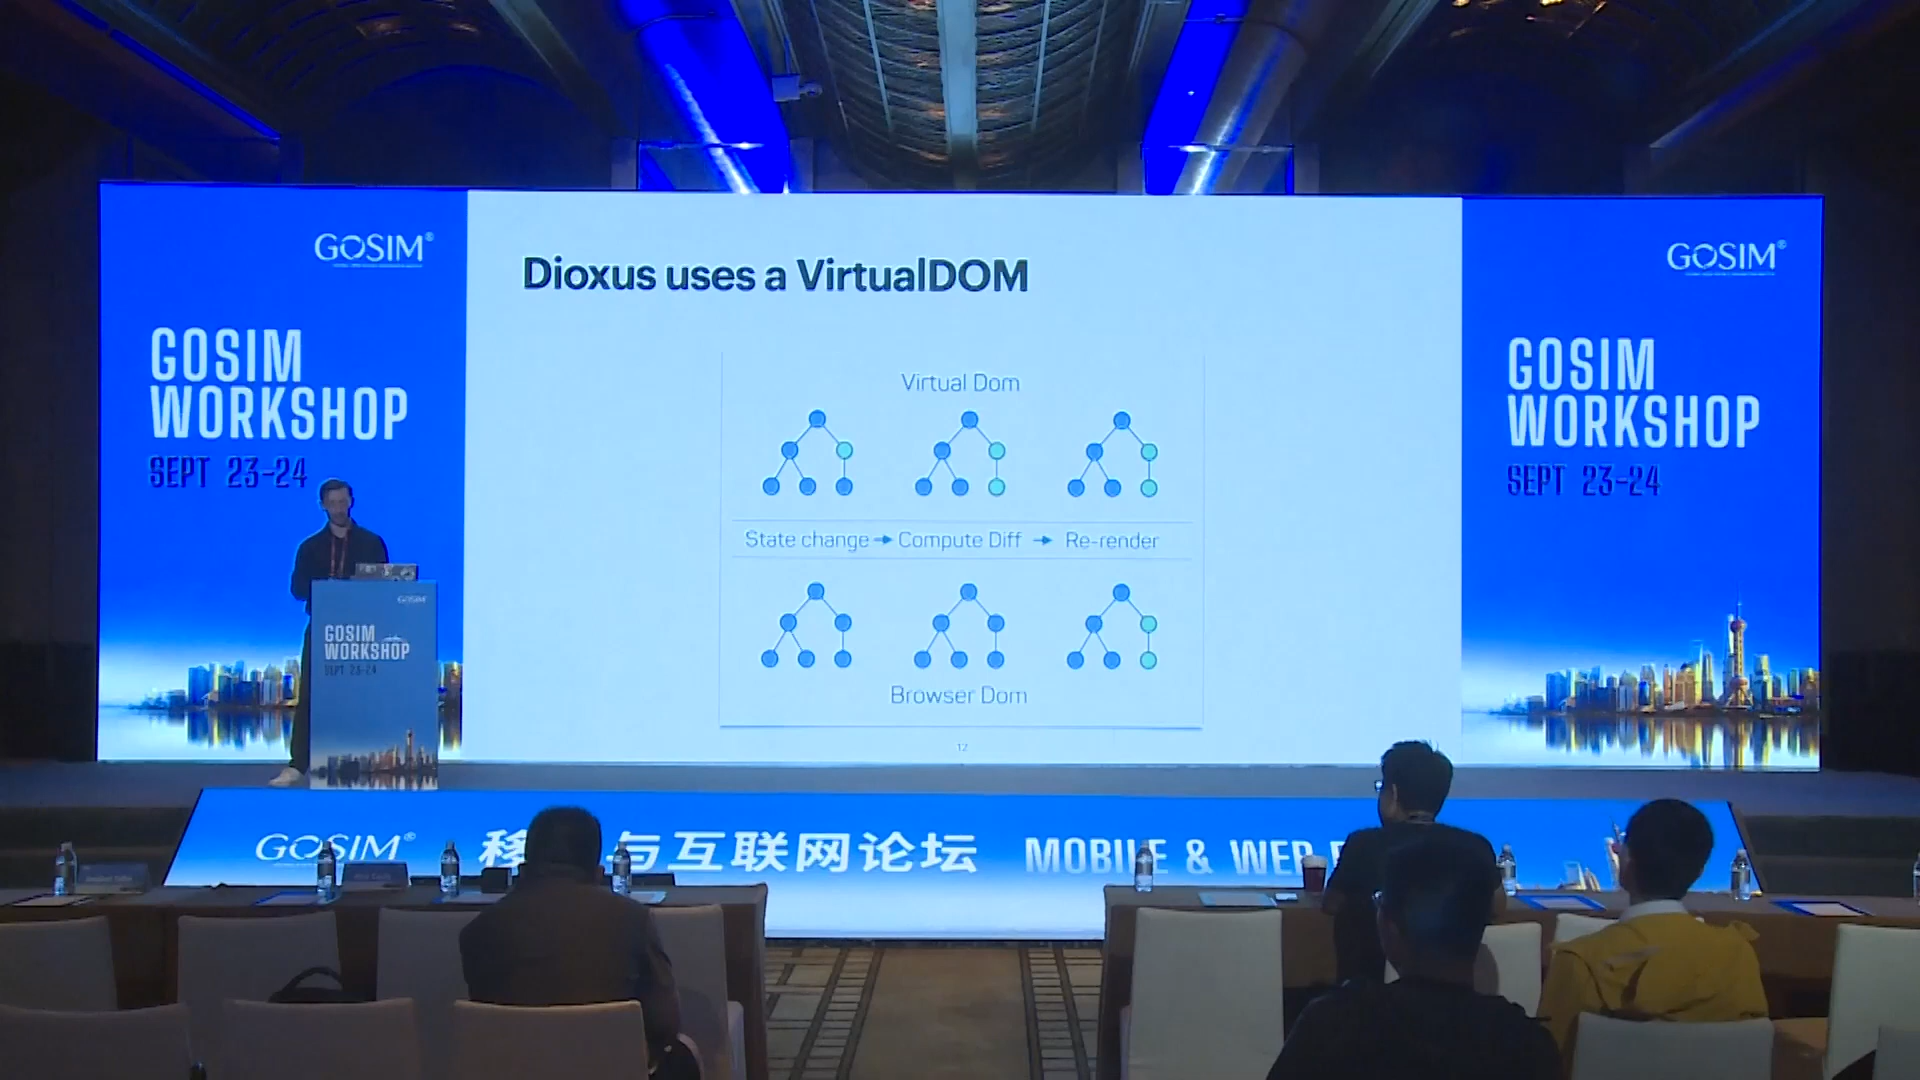 GOSIM®
GOSIM
WORKSHOP
SEPT 23-24
Dioxus uses a VirtualDOM
Virtual Dom
State change → Compute Diff → Re-render
Browser Dom
12
GOSIM®
GOSIM
WORKSHOP
SEPT 23-24
GOSIM
GOSIM
WORKSHOP
SEPT 23-24
GOSIM® 移 与互联网论坛 MOBILE & WEB